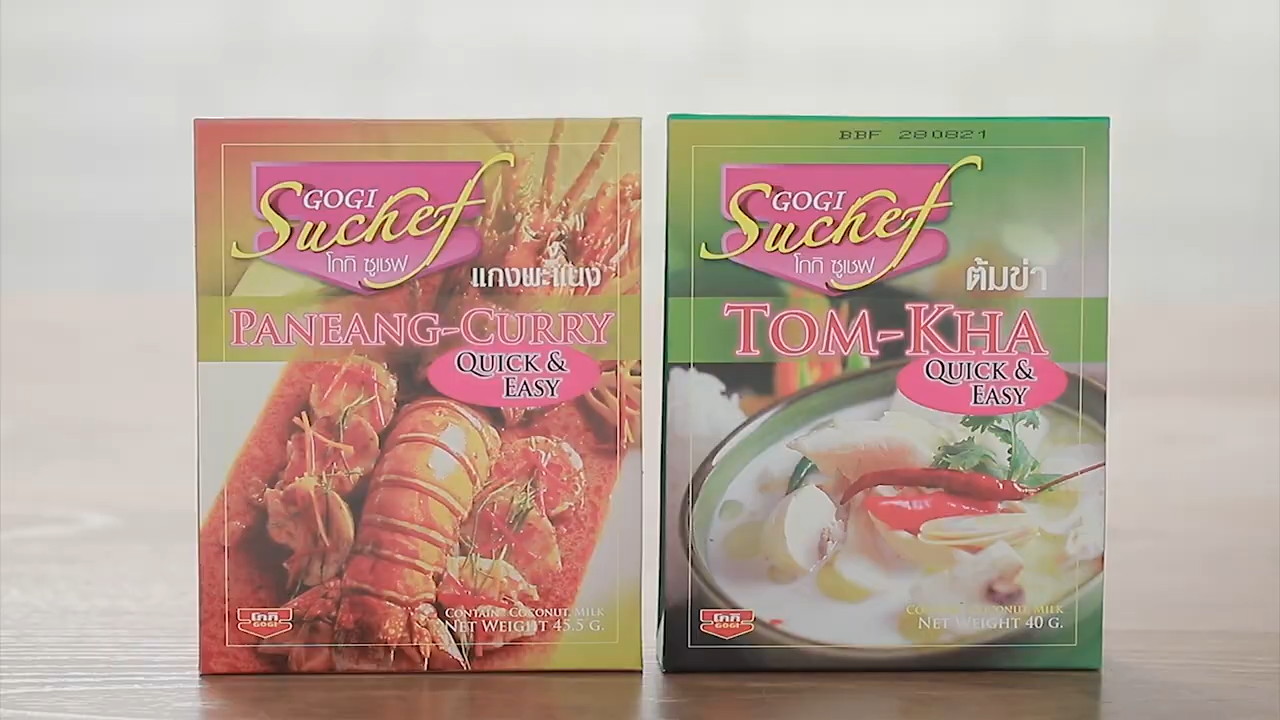 GOGI
Suchef
โกกิ ซูเชฟ
แกงพะแนง
PANEANG-CURRY
QUICK &
EASY
โกกิ
GOGI
CONTAIN COCONUT MILK
NET WEIGHT 45.5 G.
BBF 280821
GOGI
Suchef
โกกิ ซูเชฟ
ต้มข่า
TOM-KHA
QUICK &
EASY
โกกิ
GOGI
CONTAIN COCONUT MILK
NET WEIGHT 40 G.